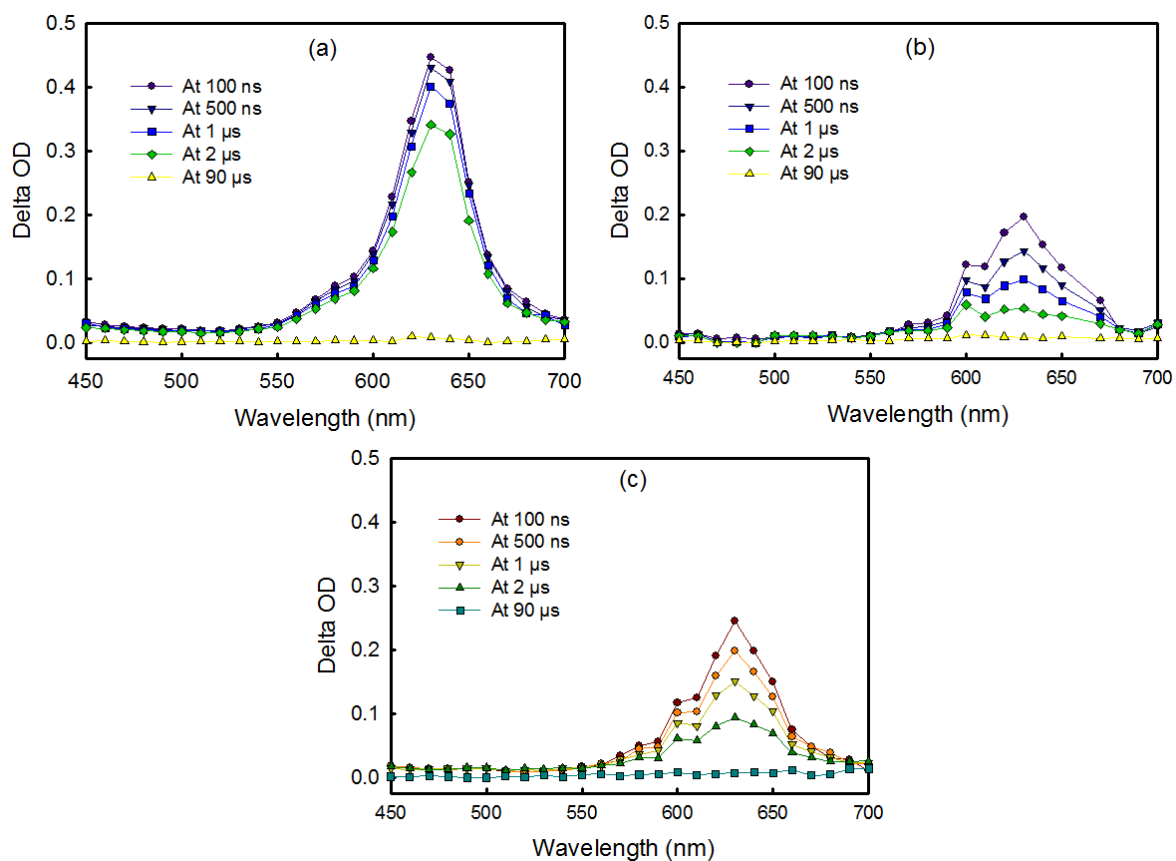 (a)
0.5
0.4
0.3
0.2
0.1
0.0
Delta OD
At 100 ns
At 500 ns
At 1 µs
At 2 µs
At 90 µs
450 500 550 600 650 700
Wavelength (nm)
(b)
0.5
0.4
0.3
0.2
0.1
0.0
Delta OD
At 100 ns
At 500 ns
At 1 µs
At 2 µs
At 90 µs
450 500 550 600 650 700
Wavelength (nm)
(c)
0.5
0.4
0.3
0.2
0.1
0.0
Delta OD
At 100 ns
At 500 ns
At 1 µs
At 2 µs
At 90 µs
450 500 550 600 650 700
Wavelength (nm)